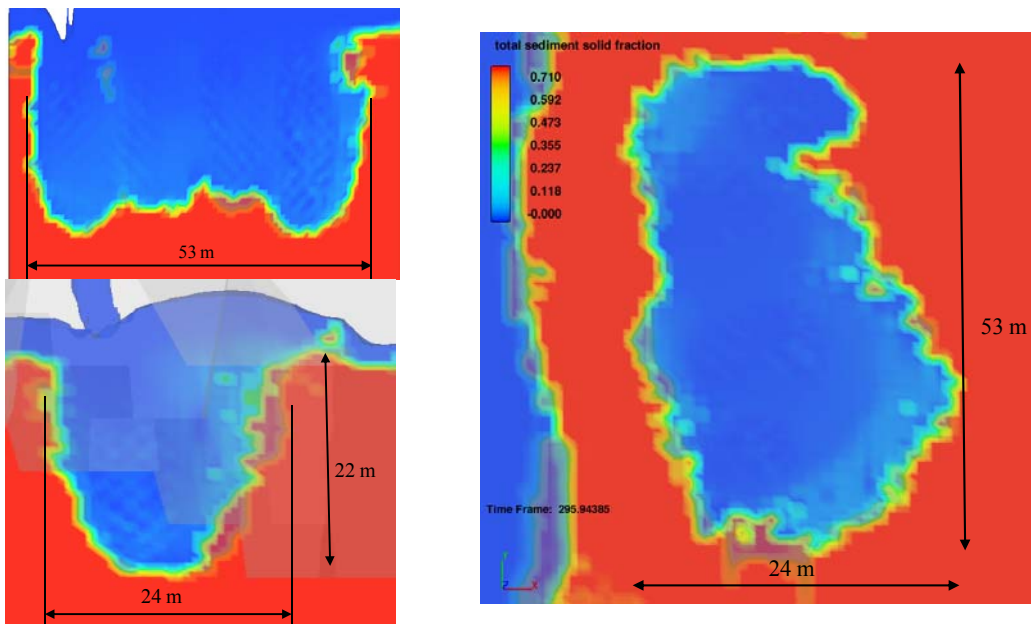 53 m
22 m
24 m
total sediment solid fraction
0.710
0.592
0.473
0.355
0.237
0.118
-0.000
53 m
Time Frame: 295.94385
Y
Z X
24 m